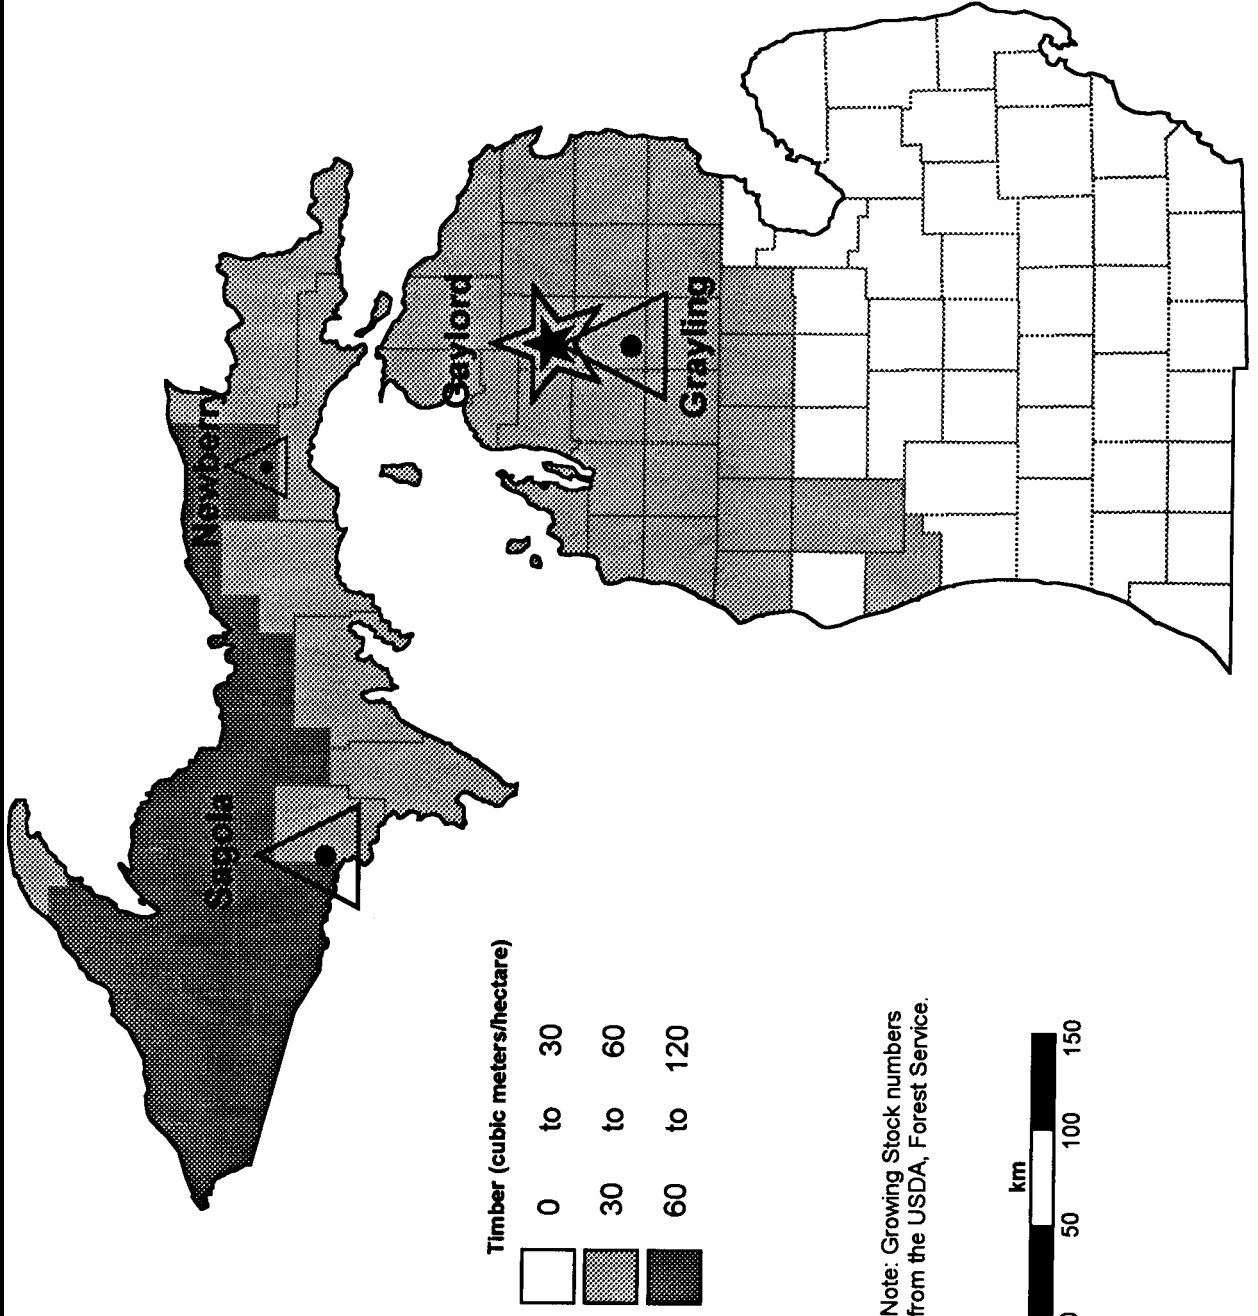 Sagola
Newberry
Gaylord
Grayling
Timber (cubic meters/hectare)
0 to 30
30 to 60
60 to 120
Note: Growing Stock numbers
from the USDA, Forest Service.
km
0 50 100 150